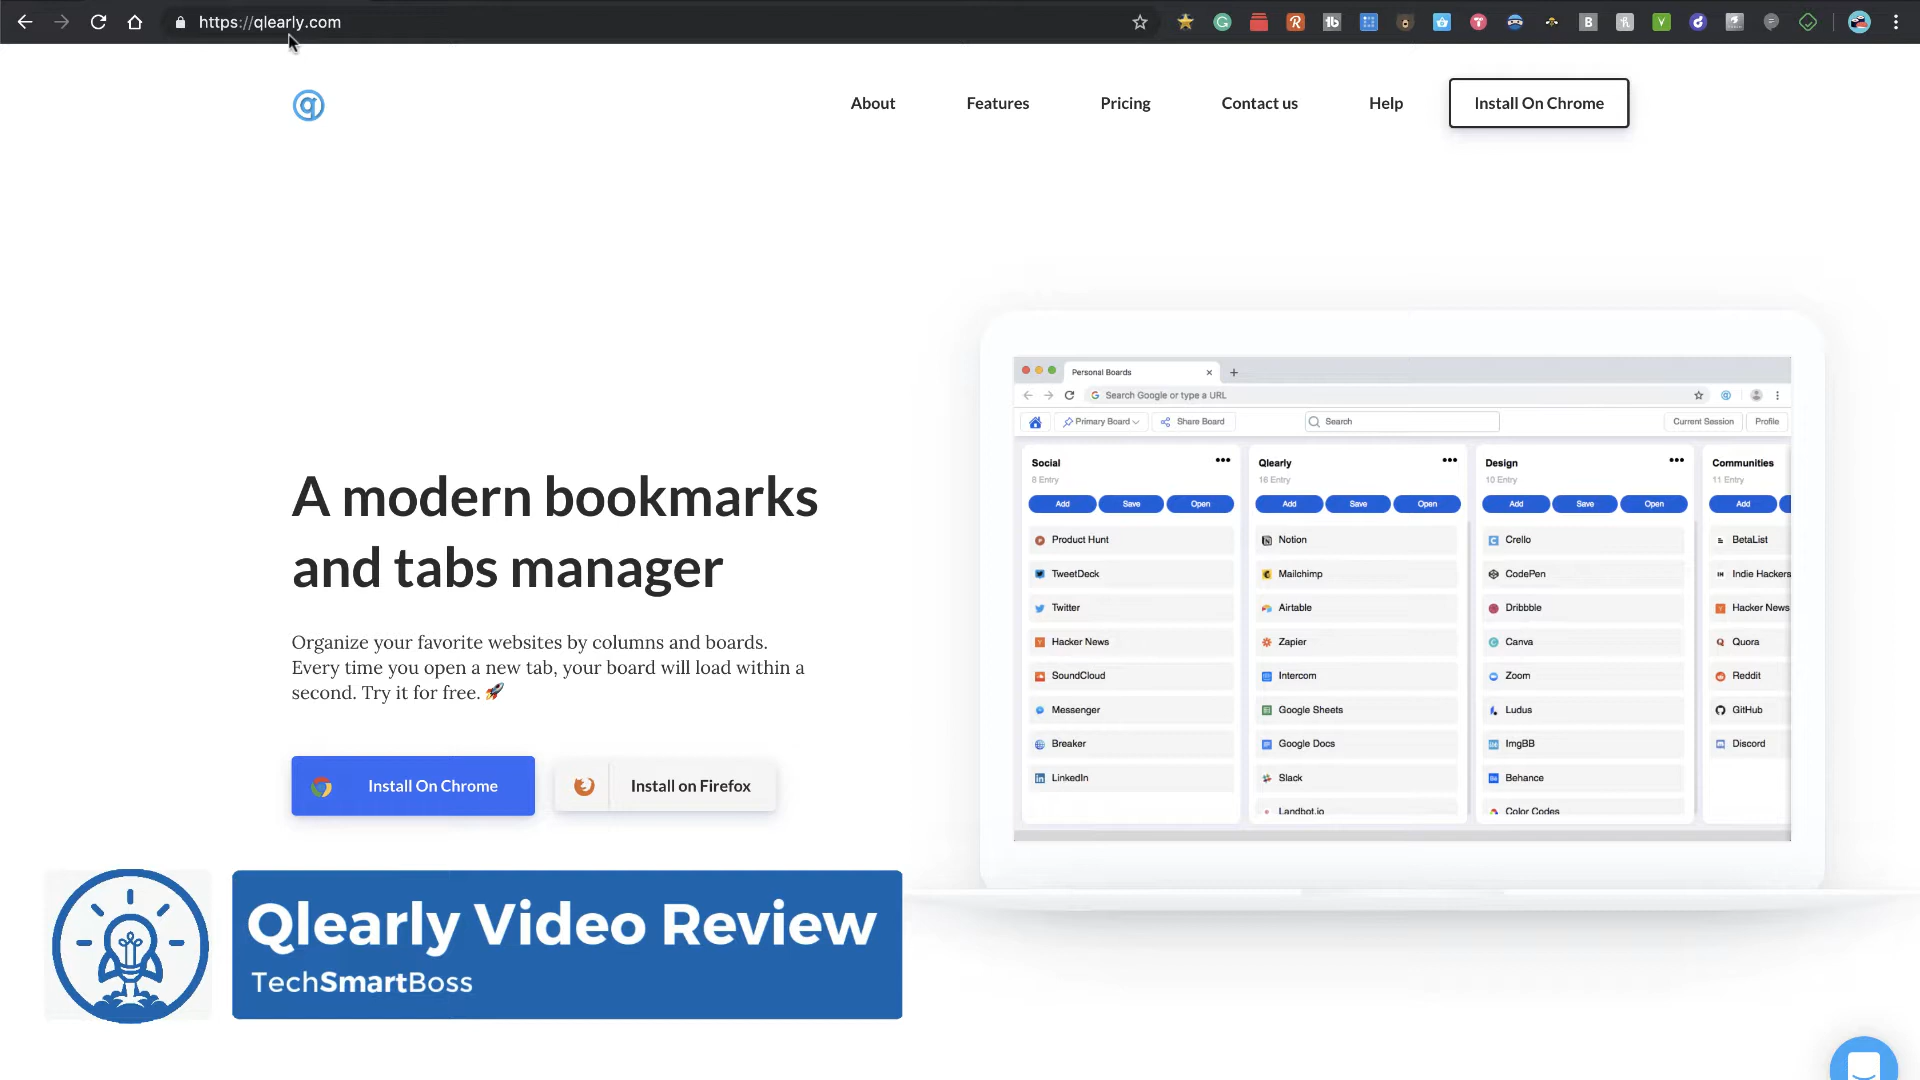 https://qlearly.com
About
Features
Pricing
Contact us
Help
Install On Chrome
A modern bookmarks
and tabs manager
Organize your favorite websites by columns and boards.
Every time you open a new tab, your board will load within a
second. Try it for free. 🚀
Install On Chrome
Install on Firefox
Personal Boards
Search Google or type a URL
Primary Board
Share Board
Search
Current Session
Profile
Social
8 Entry
Add
Save
Open
Product Hunt
TweetDeck
Twitter
Hacker News
SoundCloud
Messenger
Breaker
LinkedIn
Qlearly
16 Entry
Add
Save
Open
Notion
Mailchimp
Airtable
Zapier
Intercom
Google Sheets
Google Docs
Slack
Landbot.io
Design
10 Entry
Add
Save
Open
Crello
CodePen
Dribbble
Canva
Zoom
Ludus
ImgBB
Behance
Color Codes
Communities
11 Entry
Add
BetaList
Indie Hackers
Hacker News
Quora
Reddit
GitHub
Discord
Qlearly Video Review
TechSmartBoss